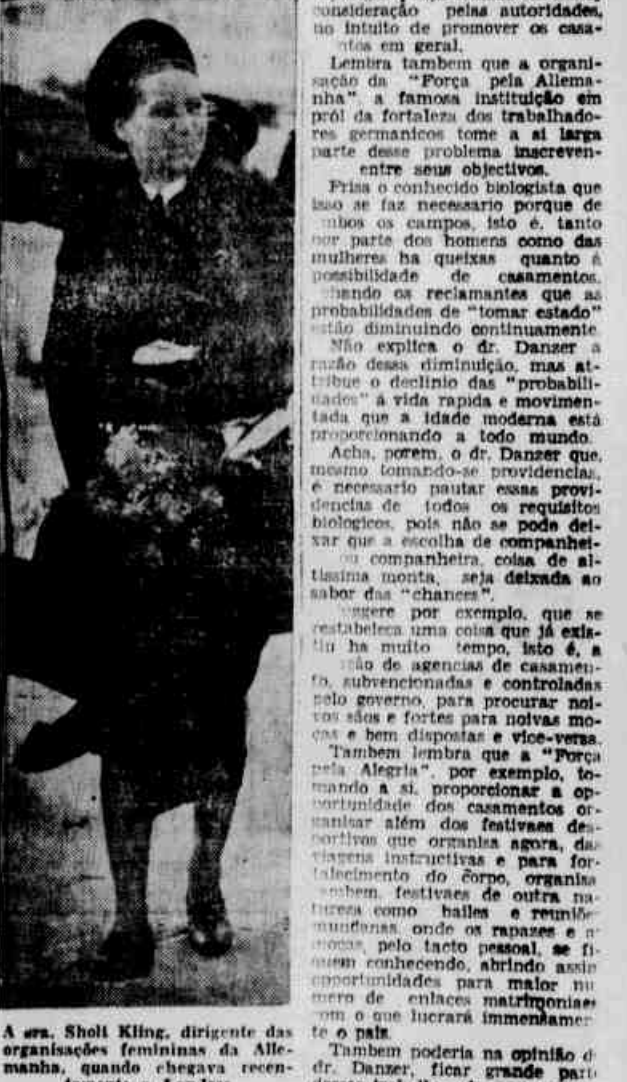 consideração pelas autoridades,
no intuito de promover os casa-
em geral.
Lembra tambem que a organi-
sação da "Força pela Allema-
nha" a famosa instituição em
pról da fortaleza dos trabalhado-
res germanicos tome a si larga
parte desse problema inscreven-
entre seus objectivos.
Frisa o conhecido biologista que
isso se faz necessario porque de
os campos, isto é, tanto
por parte dos homens como das
mulheres ha queixas quanto á
possibilidade de casamentos,
os reclamantes que as
probabilidades de "tomar estado"
estão diminuindo continuamente
Não explica o dr. Danzer a
razão dessa diminuição, mas at-
tribue o declinio das "probabili-
dades" á vida rapida e movimen-
tada que a idade moderna está
proporcionando a todo mundo.
Acha, porem, o dr. Danzer que,
mesmo tomando-se providencias,
é necessario pautar essas provi-
dencias de todos os requisitos
biologicos, pois não se pode dei-
xar que a escolha de companhei-
ou companheira, coisa de al-
tissima monta, seja deixada ao
sabor das "chances".
por exemplo, que se
restabeleca uma coisa que já exis-
tiu ha muito tempo, isto é, a
de agencias de casamen-
to, subvencionadas e controladas
pelo governo, para procurar noi-
vos sãos e fortes para noivas mo-
ças e bem dispostas e vice-versa.
Tambem lembra que a "Força
pela Alegria", por exemplo, to-
mando a si, proporcionar a op-
portunidade dos casamentos or-
ganisar além dos festivaes des-
portivos que organisa agora, das
viagens instructivas e para for-
talecimento do corpo, organisa
tambem, festivaes de outra na-
tureza como bailes e reuniõe
mundanas, onde os rapazes e a
moças, pelo tacto pessoal, se fi-
quem conhecendo, abrindo assim
opportunidades para maior nu
mero de enlaces matrimoniaes
com o que lucrará immensamen-
te o pais.
Tambem poderia na opinião d
dr. Danzer, ficar grande parte
A sra. Sholi Kling, dirigente das
organisações femininas da Alle-
manha, quando chegava recen-